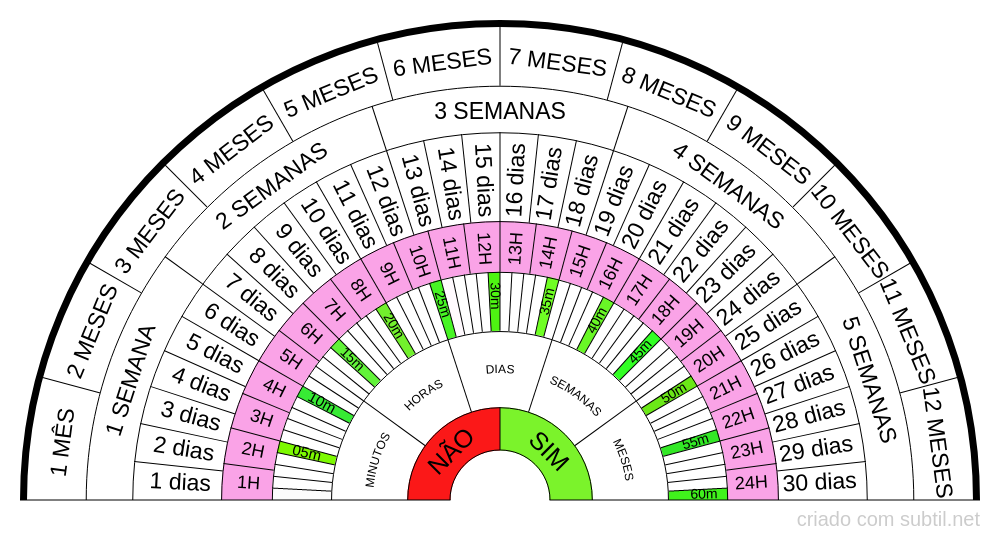 1 MÊS
2 MESES
3 MESES
4 MESES
5 MESES
6 MESES
7 MESES
8 MESES
9 MESES
10 MESES
11 MESES
12 MESES
1 SEMANA
2 SEMANAS
3 SEMANAS
4 SEMANAS
5 SEMANAS
1 dias
2 dias
3 dias
4 dias
5 dias
6 dias
7 dias
8 dias
9 dias
10 dias
11 dias
12 dias
13 dias
14 dias
15 dias
16 dias
17 dias
18 dias
19 dias
20 dias
21 dias
22 dias
23 dias
24 dias
25 dias
26 dias
27 dias
28 dias
29 dias
30 dias
1H
2H
3H
4H
5H
6H
7H
8H
9H
10H
11H
12H
13H
14H
15H
16H
17H
18H
19H
20H
21H
22H
23H
24H
05m
10m
15m
20m
25m
30m
35m
40m
45m
50m
55m
60m
MINUTOS
HORAS
DIAS
SEMANAS
MESES
NÃO
SIM
criado com subtil.net